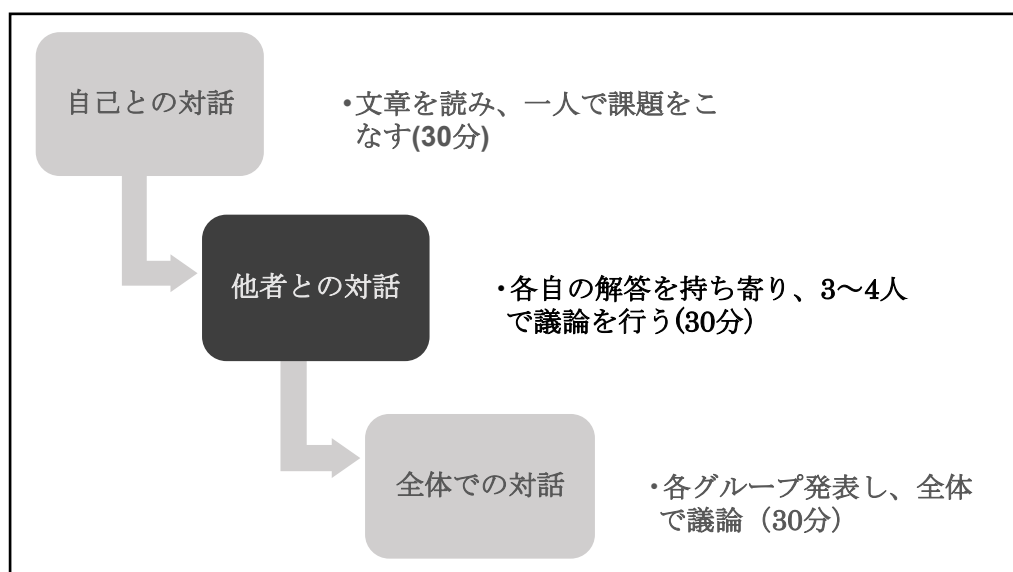 自己との対話
・文章を読み、一人で課題をこ
なす(30分)
他者との対話
・各自の解答を持ち寄り、3〜4人
で議論を行う(30分)
全体での対話
・各グループ発表し、全体
で議論（30分）